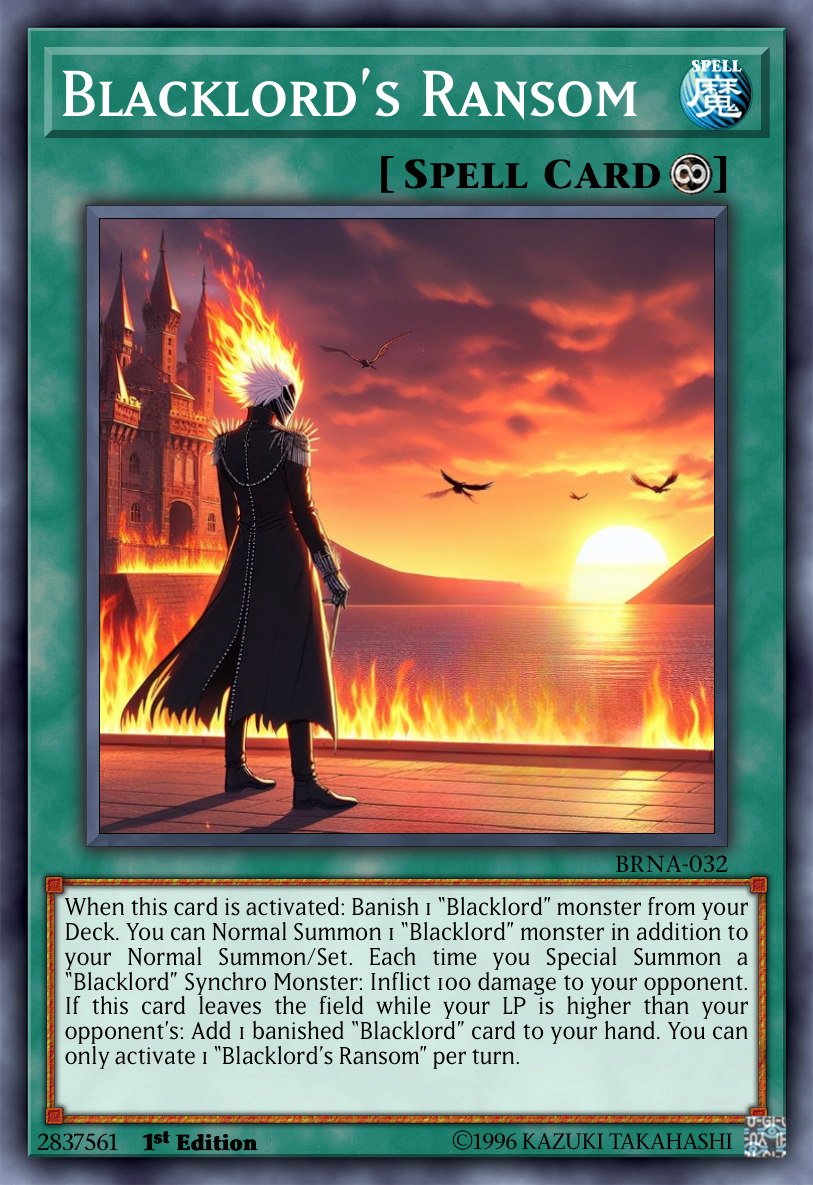 Blacklord's Ransom
SPELL
魔
[ Spell Card ]
BRNA-032
When this card is activated: Banish 1 "Blacklord" monster from your
Deck. You can Normal Summon 1 "Blacklord" monster in addition to
your Normal Summon/Set. Each time you Special Summon a
"Blacklord" Synchro Monster: Inflict 100 damage to your opponent.
If this card leaves the field while your LP is higher than your
opponent's: Add 1 banished "Blacklord" card to your hand. You can
only activate 1 "Blacklord's Ransom" per turn.
2837561 1st Edition ©1996 KAZUKI TAKAHASHI